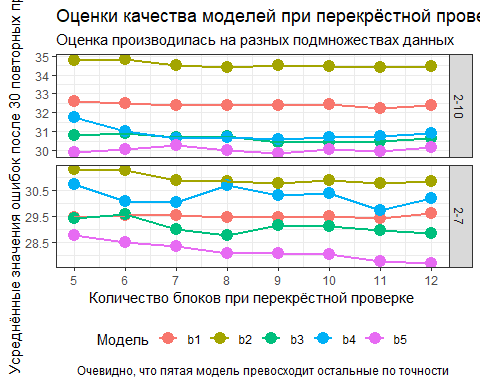 Оценки качества моделей при перекрёстной
Оценка производилась на разных подмножествах данных
Усреднённые значения ошибок после 30 повторных
35
34
33
32
31
30
2-10
30.5
29.5
28.5
2-7
5 6 7 8 9 10 11 12
Количество блоков при перекрёстной проверке
Модель b1 b2 b3 b4 b5
Очевидно, что пятая модель превосходит остальные по точности